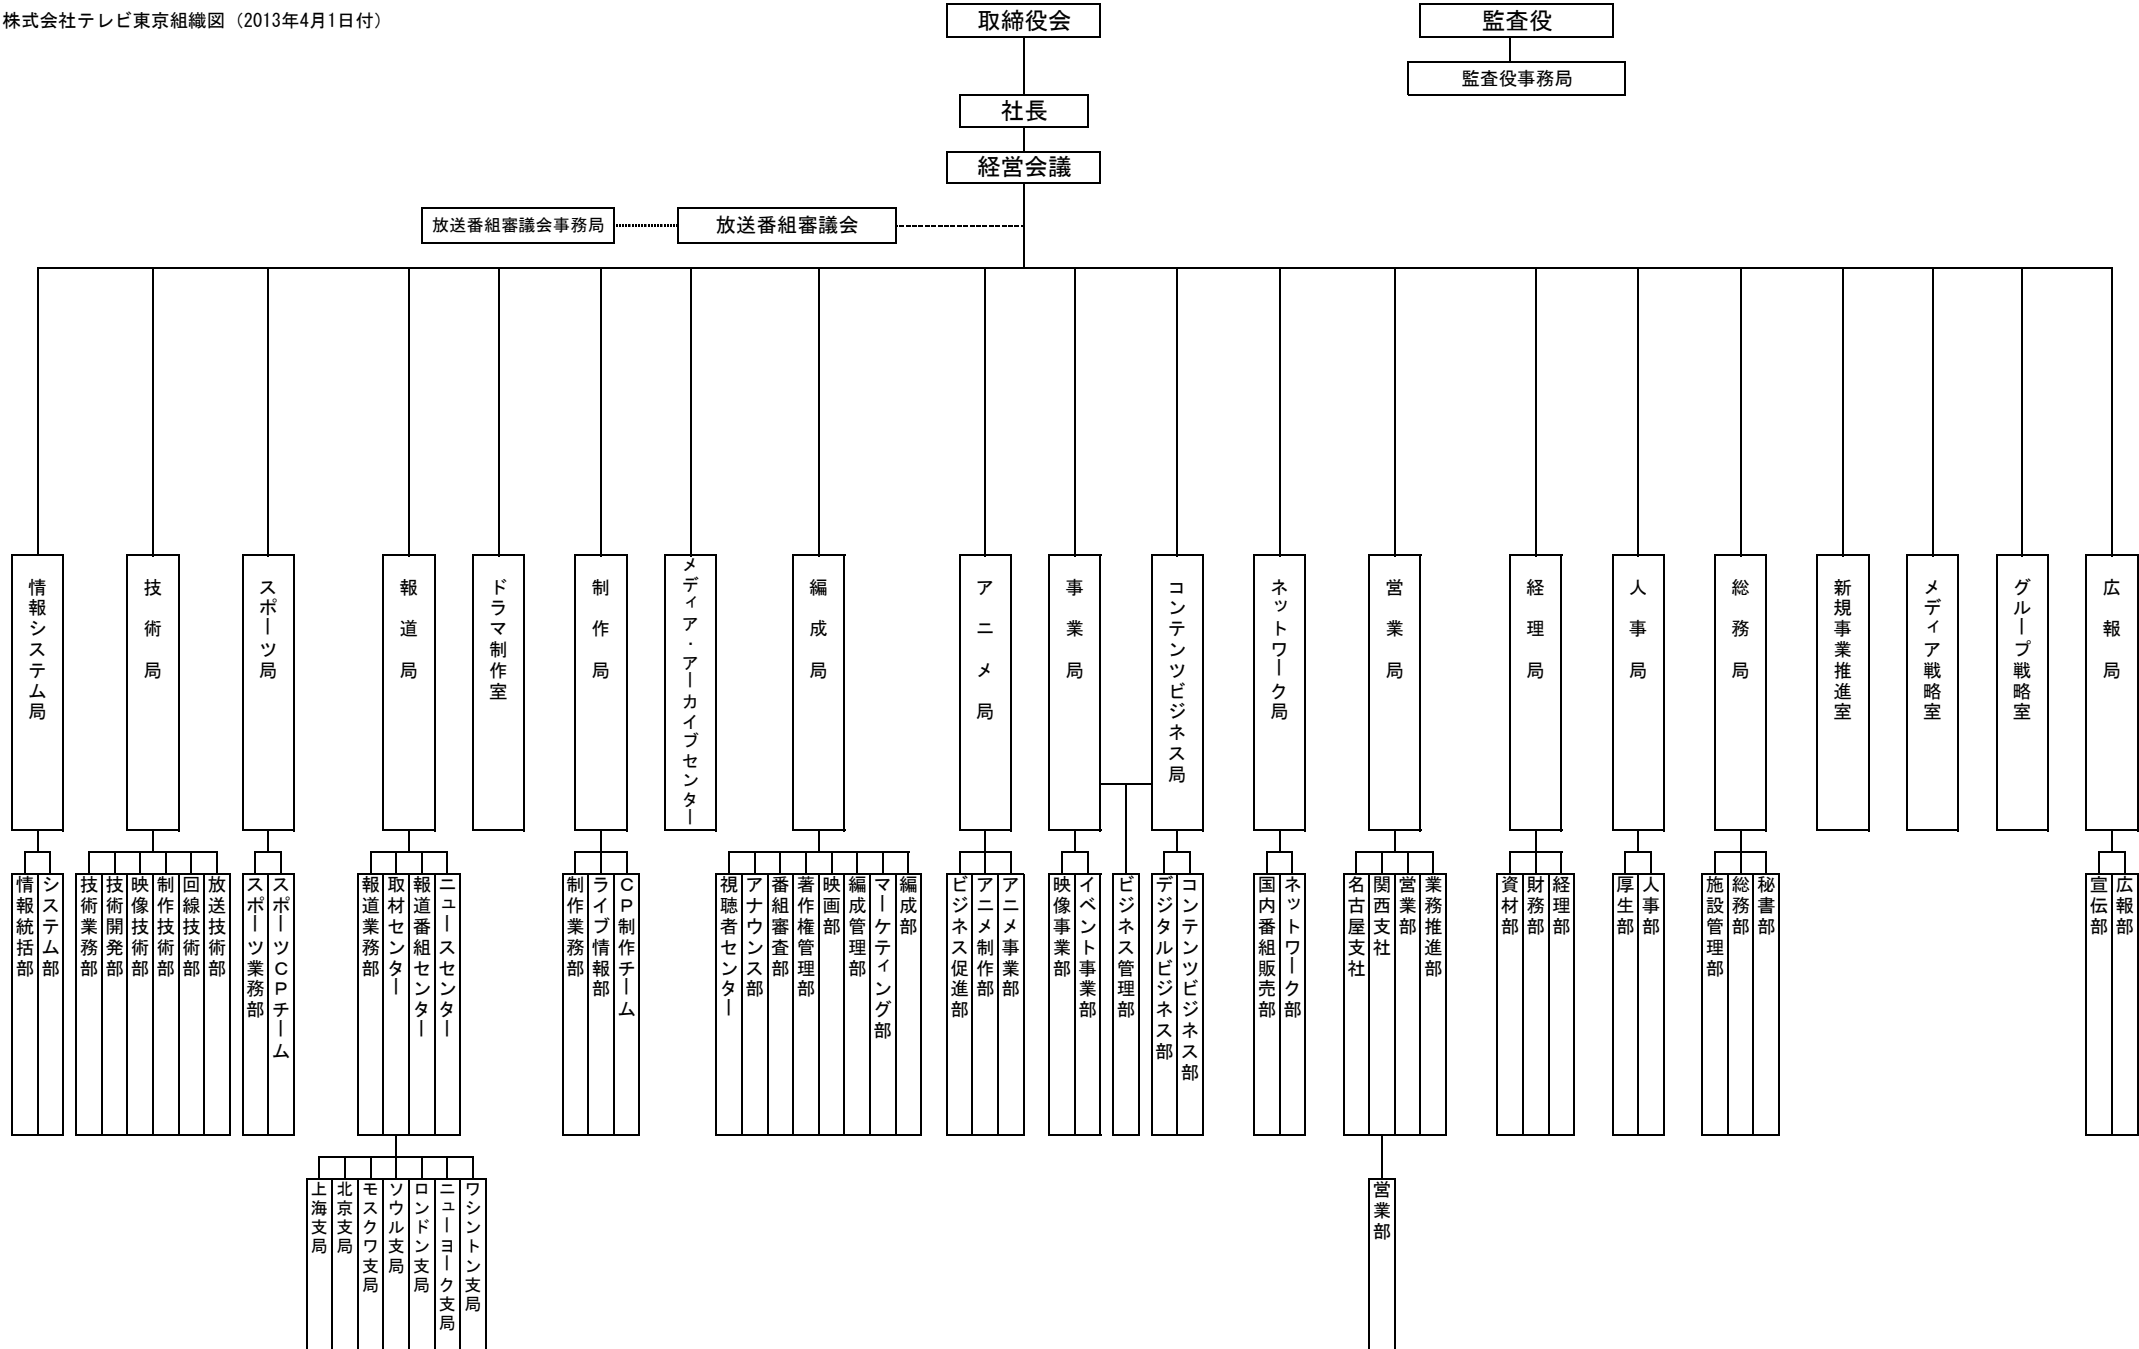 株式会社テレビ東京組織図（2013年4月1日付）
取締役会
監査役
監査役事務局
社長
経営会議
放送番組審議会事務局
放送番組審議会
情報システム局
技術局
スポーツ局
報道局
ドラマ制作室
制作局
メディア・アーカイブセンター
編成局
アニメ局
事業局
コンテンツビジネス局
ネットワーク局
営業局
経理局
人事局
総務局
新規事業推進室
メディア戦略室
グループ戦略室
広報局
情報統括部
システム部
技術業務部
技術開発部
映像技術部
制作技術部
回線技術部
放送技術部
スポーツ業務部
スポーツＣＰチーム
報道業務部
取材センター
報道番組センター
ニュースセンター
制作業務部
ライブ情報部
ＣＰ制作チーム
視聴者センター
アナウンス部
番組審査部
著作権管理部
映画部
編成管理部
マーケティング部
編成部
ビジネス促進部
アニメ制作部
アニメ事業部
映像事業部
イベント事業部
ビジネス管理部
デジタルビジネス部
コンテンツビジネス部
国内番組販売部
ネットワーク部
名古屋支社
関西支社
営業部
業務推進部
資材部
財務部
経理部
厚生部
人事部
施設管理部
総務部
秘書部
宣伝部
広報部
上海支局
北京支局
モスクワ支局
ソウル支局
ロンドン支局
ニューヨーク支局
ワシントン支局
営業部